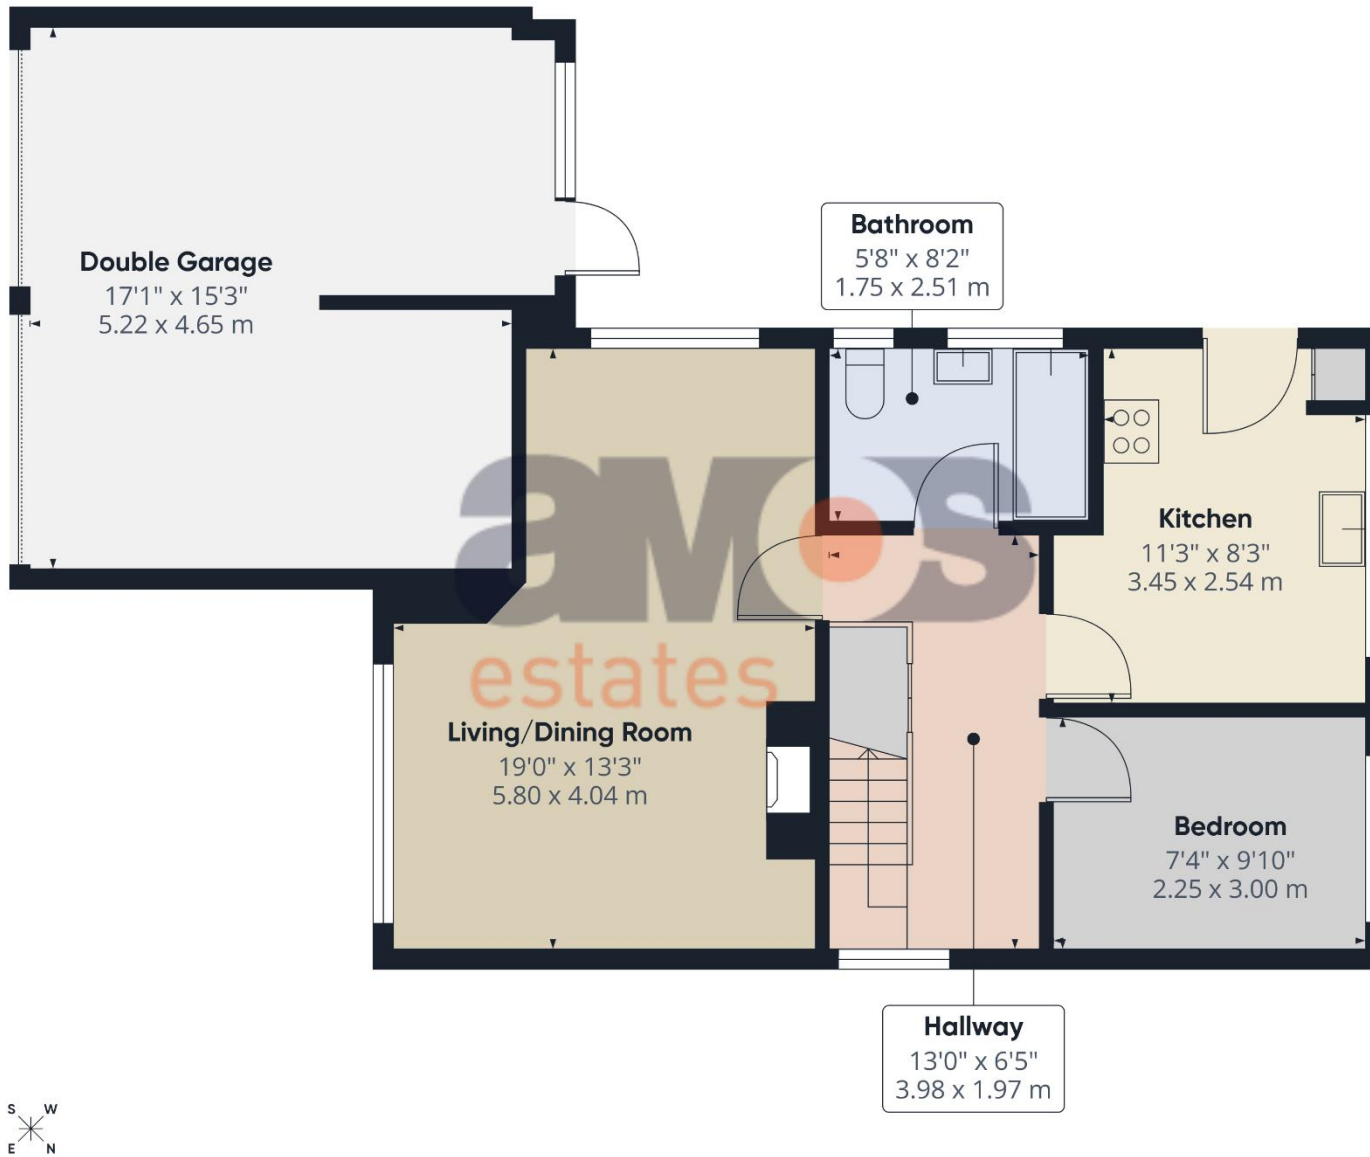 Double Garage
17'1" x 15'3"
5.22 x 4.65 m
Bathroom
5'8" x 8'2"
1.75 x 2.51 m
Kitchen
11'3" x 8'3"
3.45 x 2.54 m
amos
estates
Living/Dining Room
19'0" x 13'3"
5.80 x 4.04 m
Bedroom
7'4" x 9'10"
2.25 x 3.00 m
Hallway
13'0" x 6'5"
3.98 x 1.97 m
S W
E N